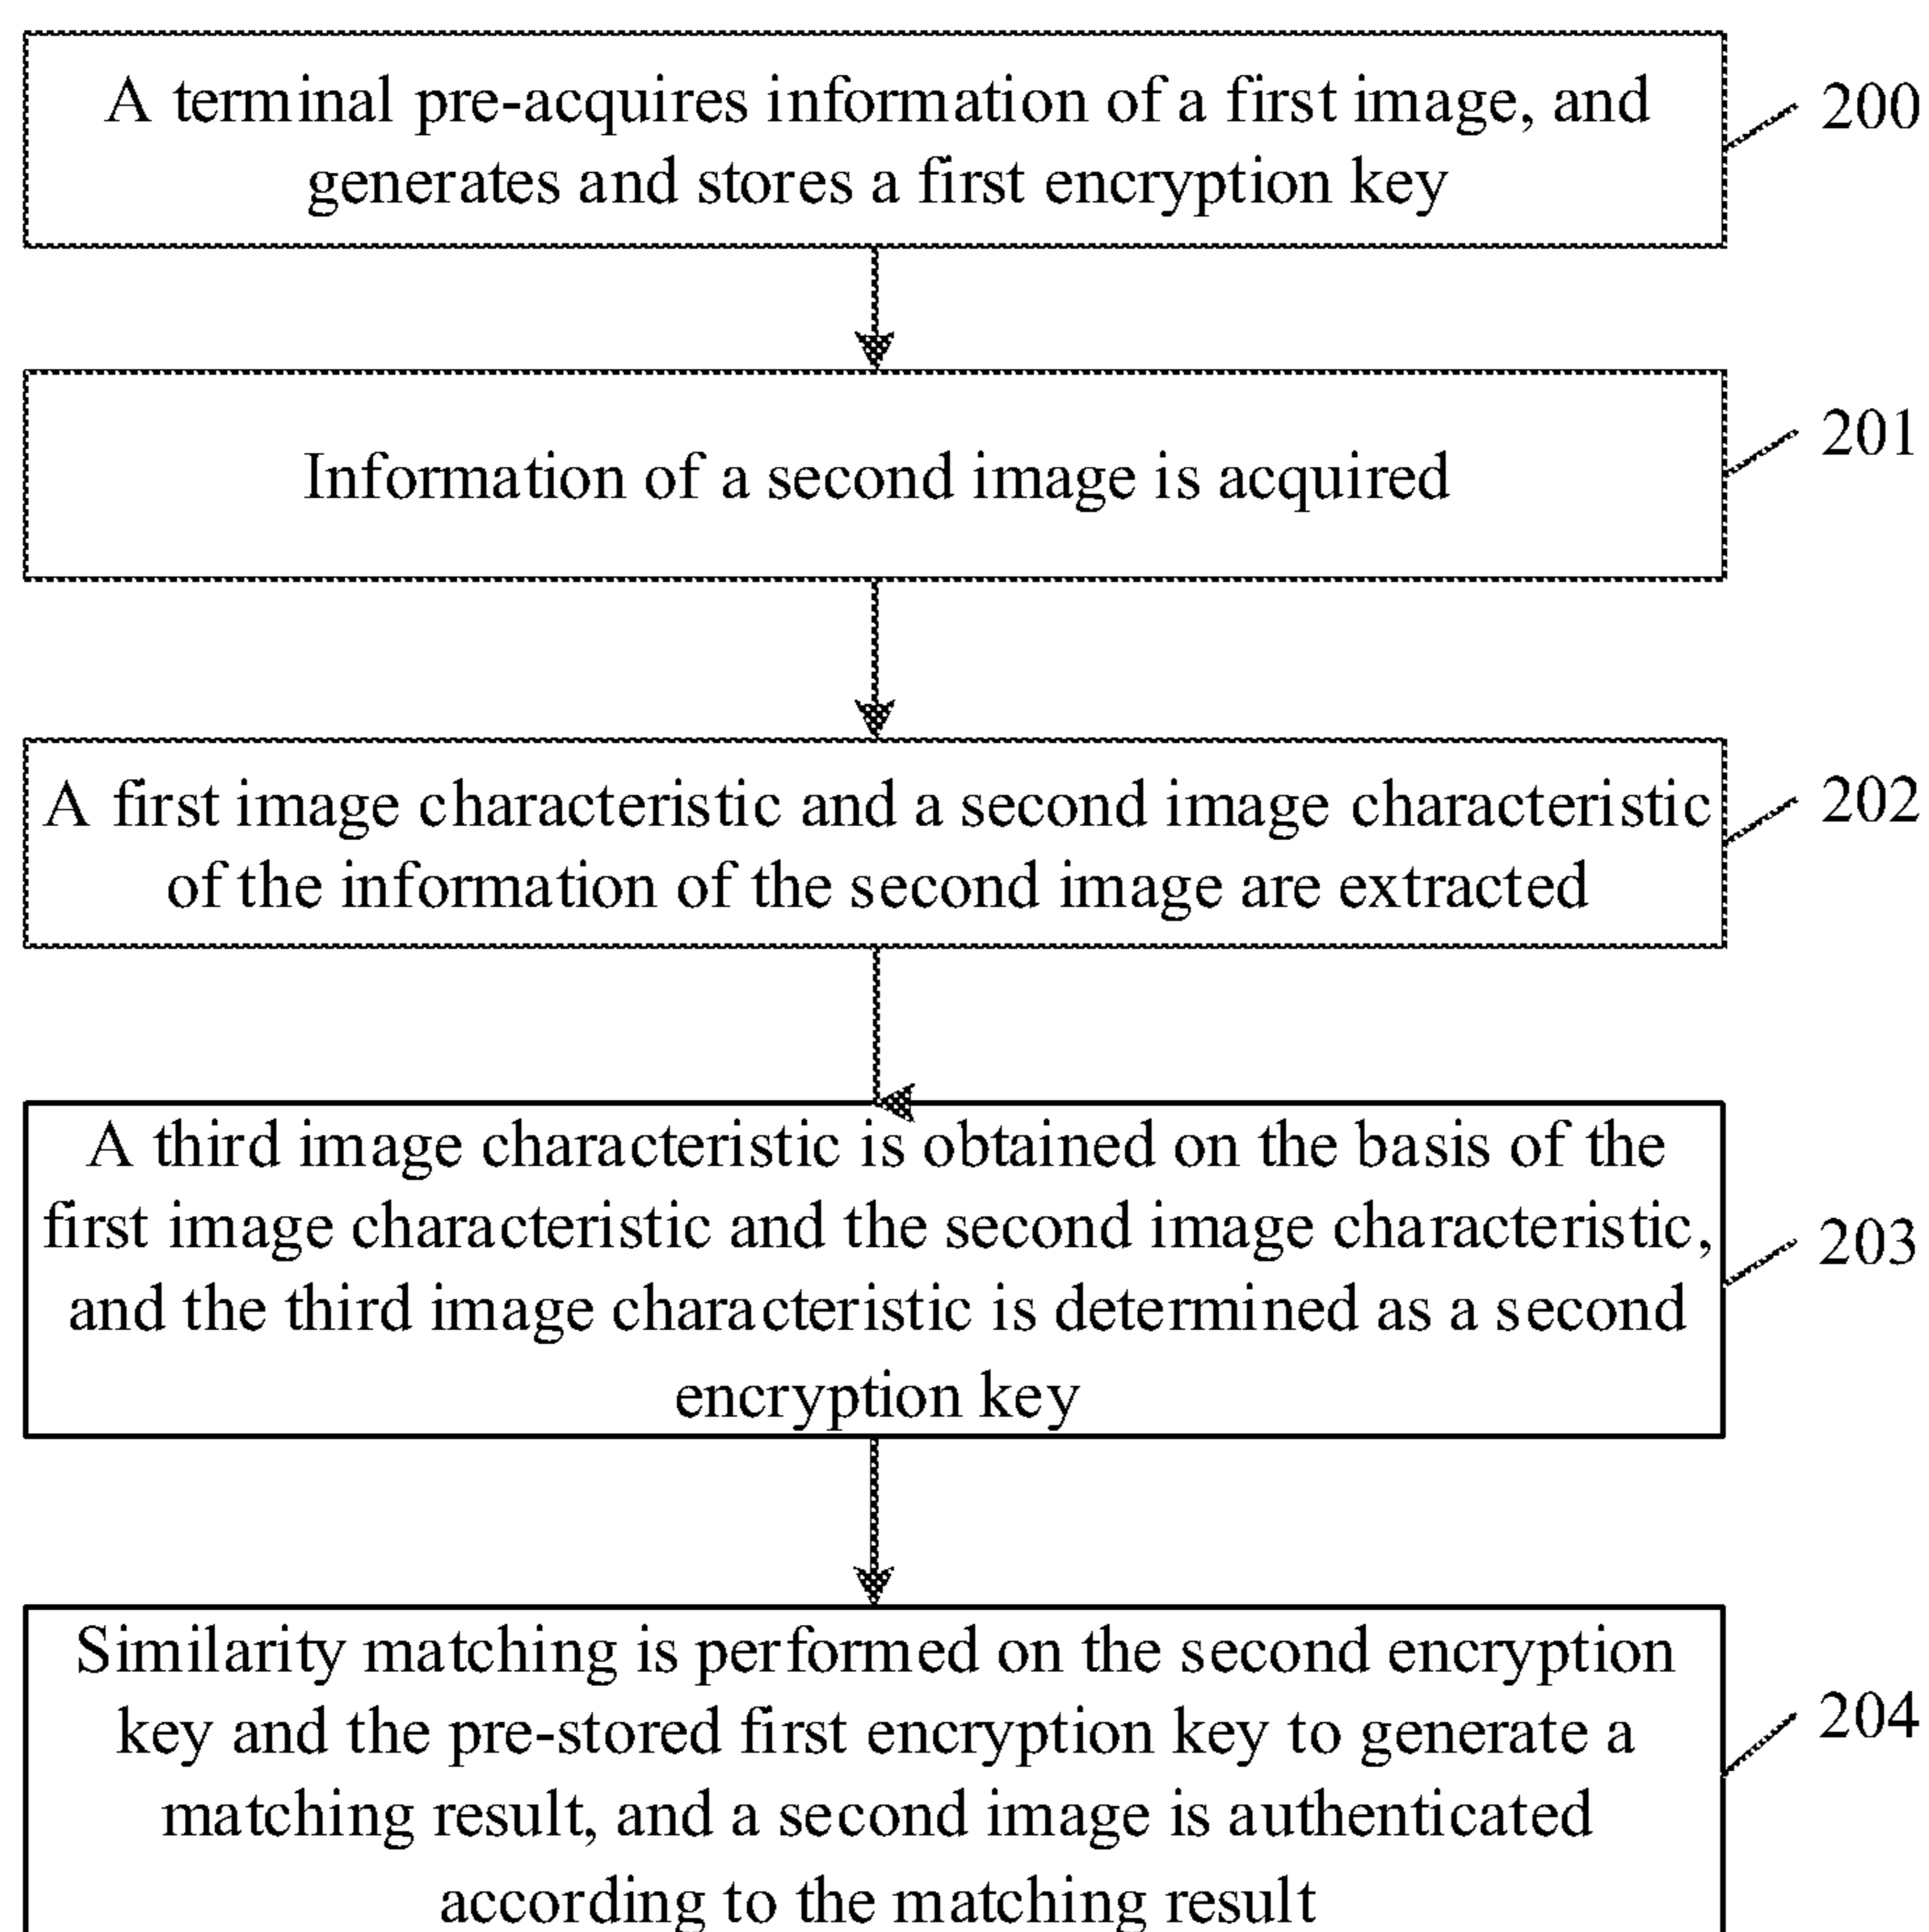 A terminal pre-acquires information of a first image, and
generates and stores a first encryption key
200
Information of a second image is acquired
201
A first image characteristic and a second image characteristic
of the information of the second image are extracted
202
A third image characteristic is obtained on the basis of the
first image characteristic and the second image characteristic,
and the third image characteristic is determined as a second
encryption key
203
Similarity matching is performed on the second encryption
key and the pre-stored first encryption key to generate a
matching result, and a second image is authenticated
according to the matching result
204